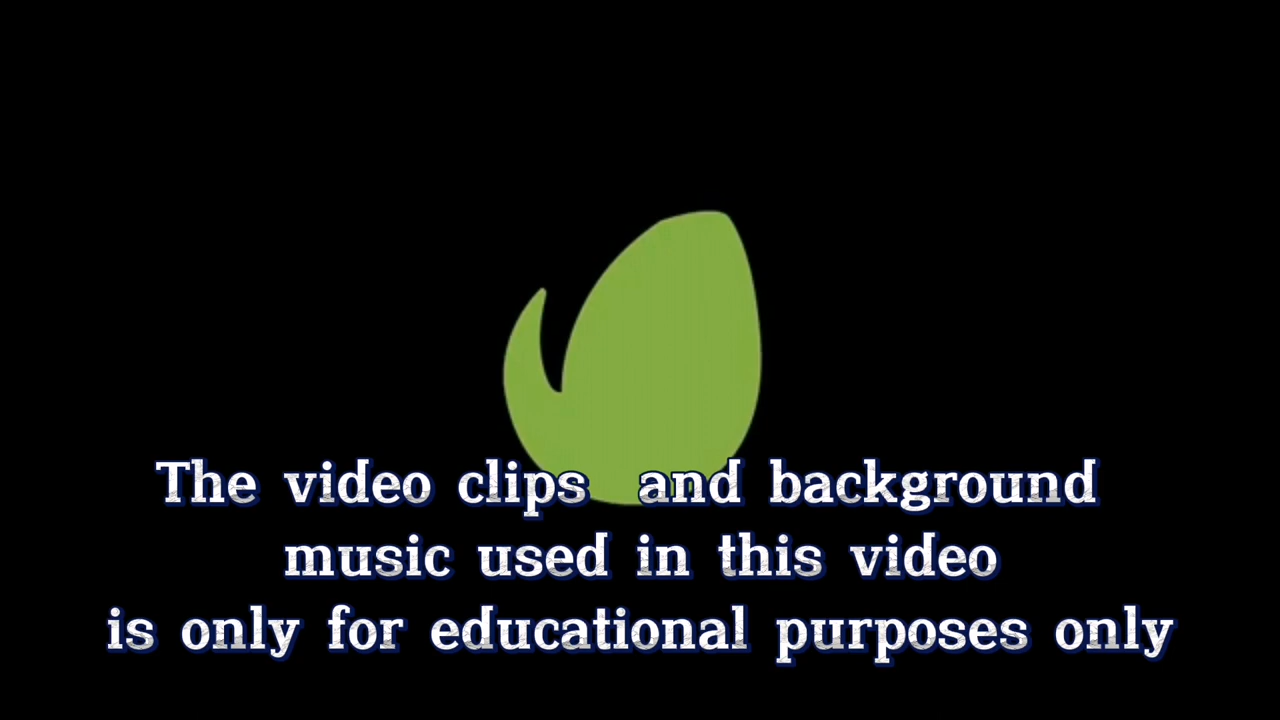 The video clips and background
music used in this video
is only for educational purposes only